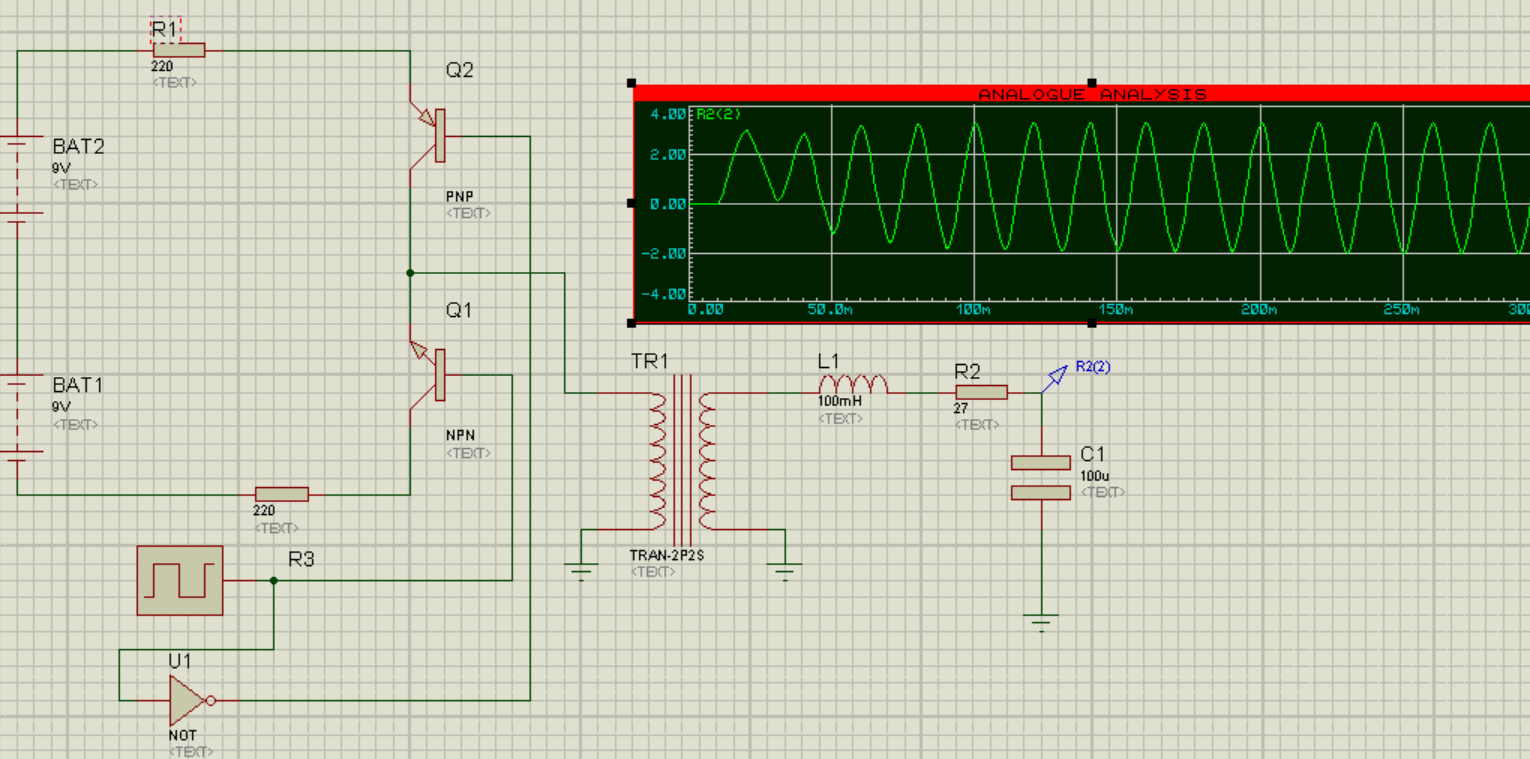 R1
220
<TEXT>
Q2
BAT2
9V
<TEXT>
PNP
<TEXT>
ANALOGUE ANALYSIS
R2(2)
4.00
2.00
0.00
-2.00
-4.00
0.00
50.0m
100m
150m
200m
250m
Q1
BAT1
9V
<TEXT>
NPN
<TEXT>
TR1
TRAN-2P2S
<TEXT>
L1
100mH
<TEXT>
R2
27
<TEXT>
R2(2)
C1
100u
<TEXT>
220
<TEXT>
R3
U1
NOT
<TEXT>